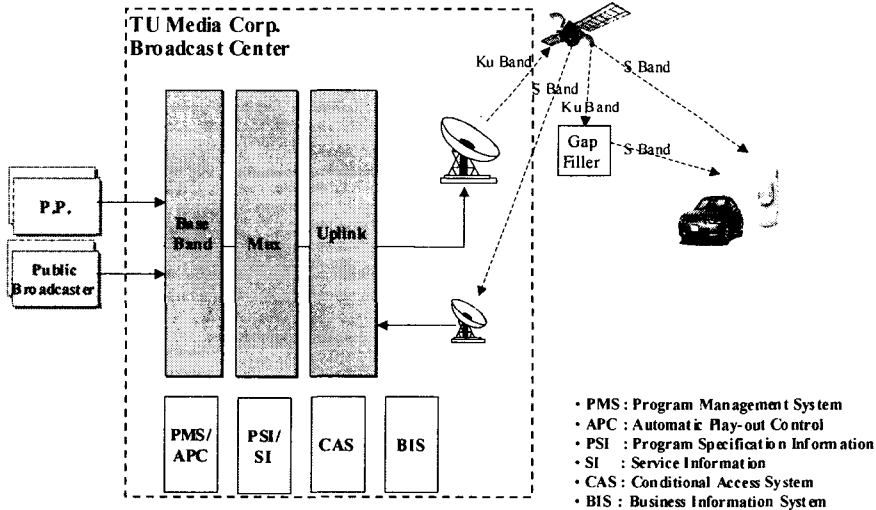 TU Media Corp.
Broadcast Center
Ku Band
S Band
S Band
Ku Band
Gap
Filler
S Band
P.P.
Public
Broadcaster
Base
Band
Mux
Uplink
PMS/
APC
PSI/
SI
CAS
BIS
· PMS : Program Management System
· APC : Automatic Play-out Control
· PSI : Program Specification Information
· SI : Service Information
· CAS : Conditional Access System
· BIS : Business Information System